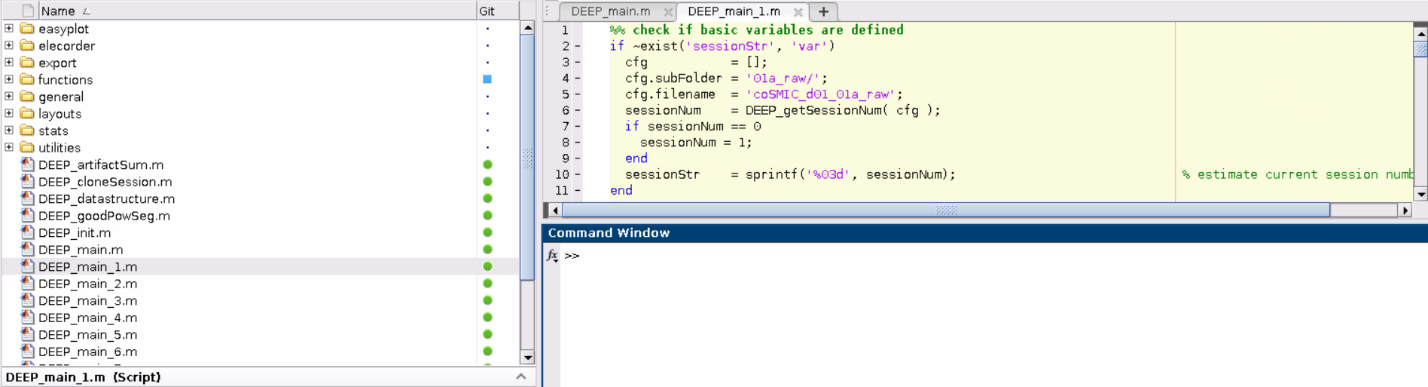 Name
Git
easyplot
elecorder
export
functions
general
layouts
stats
utilities
DEEP_artifactSum.m
DEEP_cloneSession.m
DEEP_datastructure.m
DEEP_goodPowSeg.m
DEEP_init.m
DEEP_main.m
DEEP_main_1.m
DEEP_main_2.m
DEEP_main_3.m
DEEP_main_4.m
DEEP_main_5.m
DEEP_main_6.m
DEEP_main_1.m (Script)
DEEP_main.m DEEP_main_1.m
1 %% check if basic variables are defined
2 - if ~exist('sessionStr', 'var')
3 - cfg = [];
4 - cfg.subFolder = '01a_raw/';
5 - cfg.filename = 'coSMIC_d01_01a_raw';
6 - sessionNum = DEEP_getSessionNum( cfg );
7 - if sessionNum == 0
8 - sessionNum = 1;
9 - end
10 - sessionStr = sprintf('%03d', sessionNum); % estimate current session numb
11 - end
Command Window
fx >>